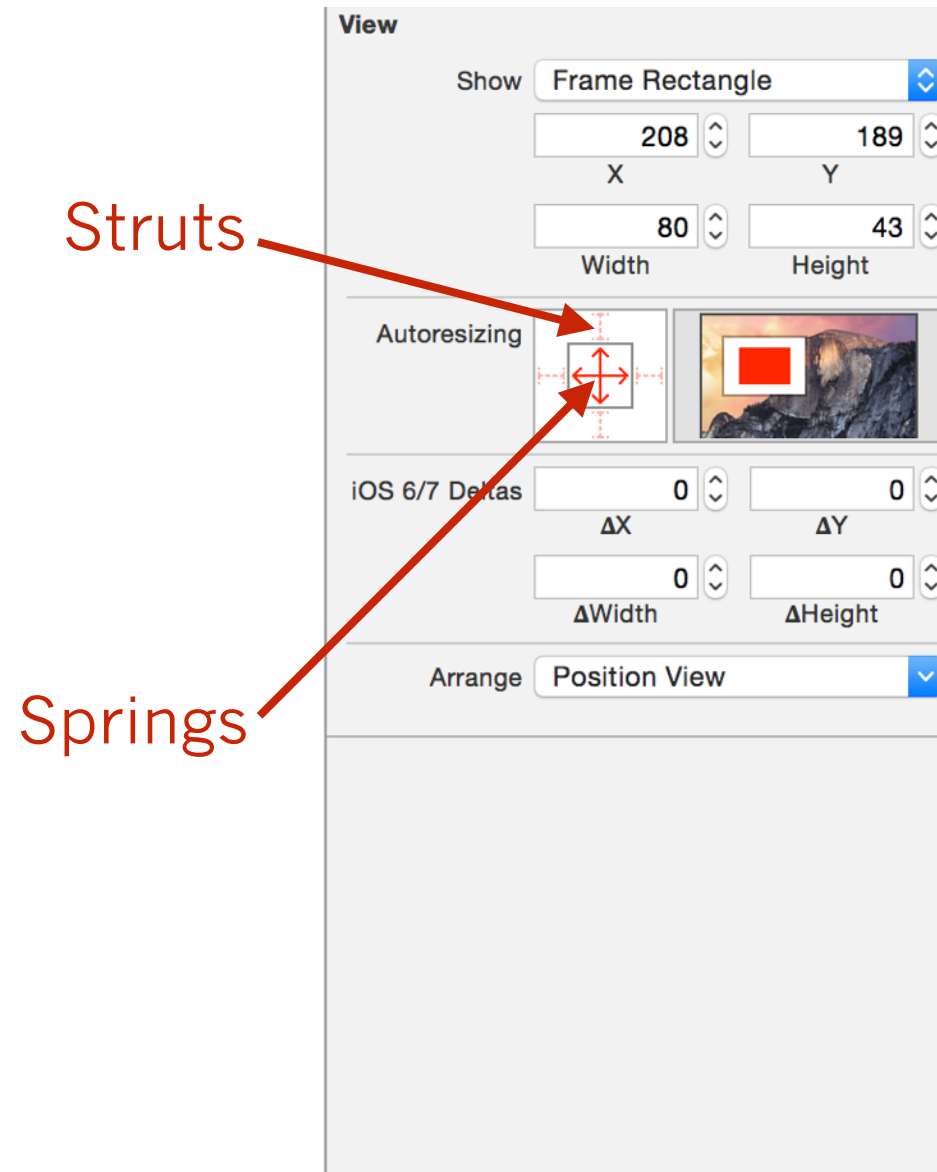 View
Show Frame Rectangle
208 189
X Y
Struts
80 43
Width Height
Autoresizing
iOS 6/7 Deltas 0 0
ΔX ΔY
0 0
ΔWidth ΔHeight
Arrange Position View
Springs